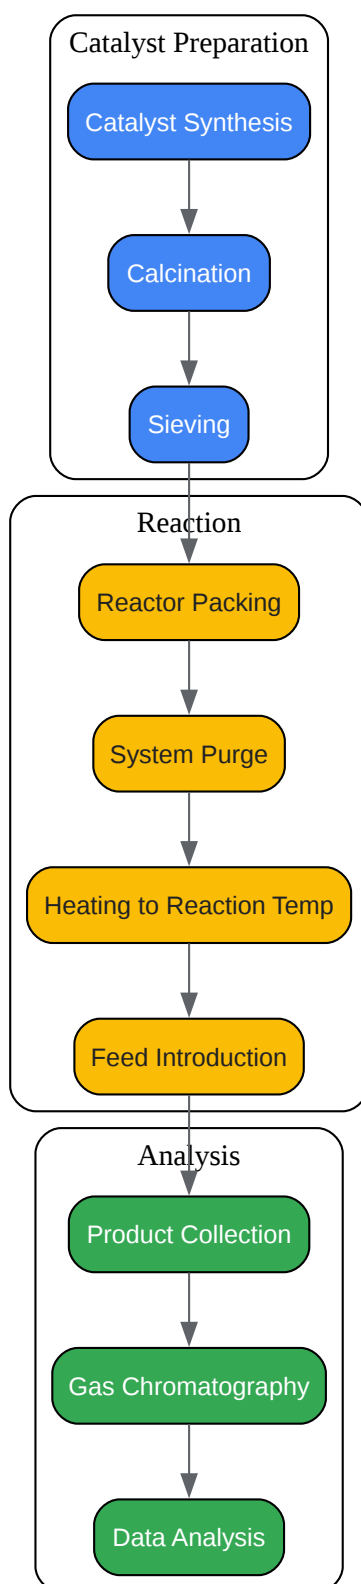 Catalyst Preparation
Catalyst Synthesis
Calcination
Sieving
Reaction
Reactor Packing
System Purge
Heating to Reaction Temp
Feed Introduction
Analysis
Product Collection
Gas Chromatography
Data Analysis